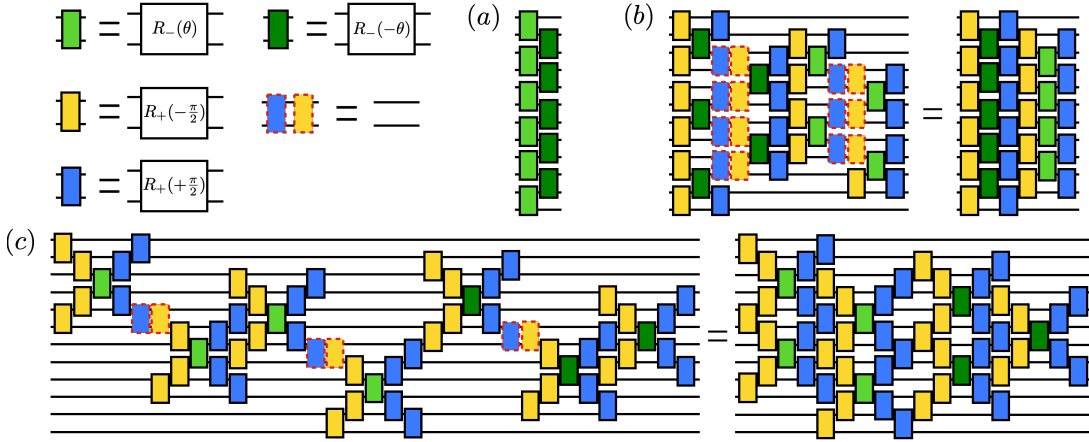 = R₋(θ) = R₋(−θ) (a) (b)
= R₊(−π/2) =
= R₊(+π/2) =
(c) =